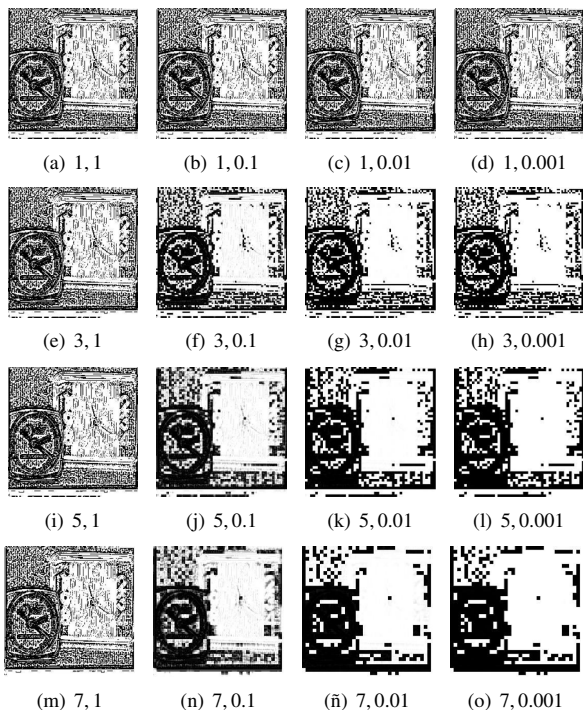 (a) 1, 1 (b) 1, 0.1 (c) 1, 0.01 (d) 1, 0.001
(e) 3, 1 (f) 3, 0.1 (g) 3, 0.01 (h) 3, 0.001
(i) 5, 1 (j) 5, 0.1 (k) 5, 0.01 (l) 5, 0.001
(m) 7, 1 (n) 7, 0.1 (ñ) 7, 0.01 (o) 7, 0.001